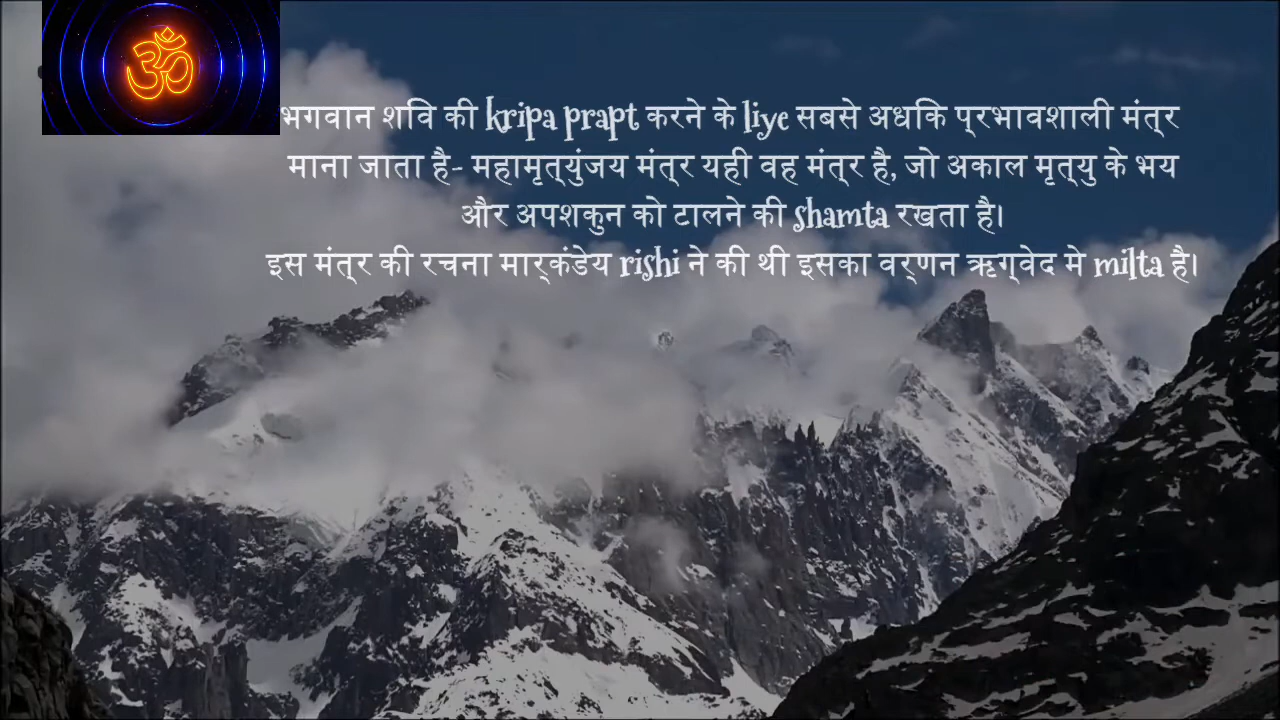 ॐ
भगवान शवि की kripa prapt करने के liye सबसे अधकि प्रभावशाली मंत्र
माना जाता है- महामृत्युंजय मंत्र यही वह मंत्र है, जो अकाल मृत्यु के भय
और अपशकुन को टालने की shamta रखता है।
इस मंत्र की रचना मार्कंडेय rishi ने की थी इसका वर्णन ऋग्वेद मे milta है।